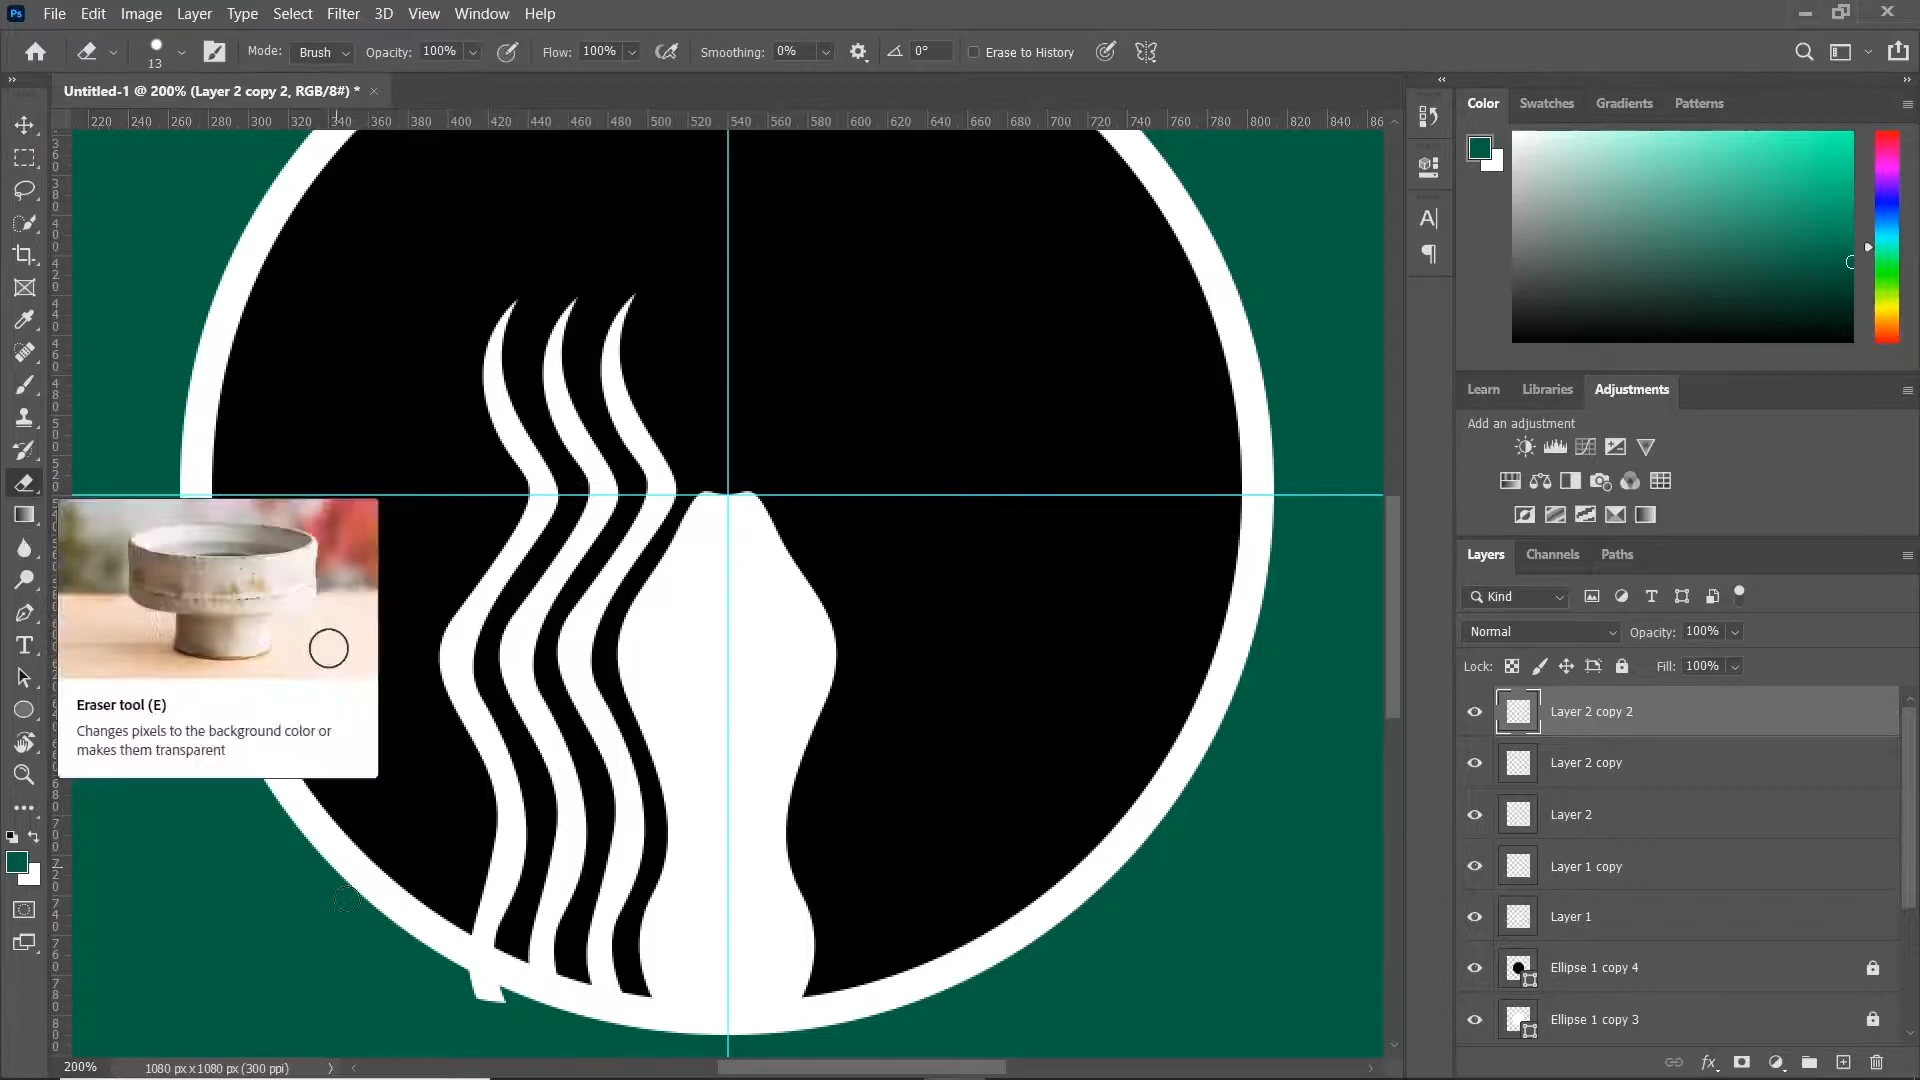 Ps File Edit Image Layer Type Select Filter 3D View Window Help
13 Mode: Brush Opacity: 100% Flow: 100% Smoothing: 0% 0° Erase to History
Untitled-1 @ 200% (Layer 2 copy 2, RGB/8#) *
220 240 260 280 300 320 340 360 380 400 420 440 460 480 500 520 540 560 580 600 620 640 660 680 700 720 740 760 780 800 820 840 86
Color Swatches Gradients Patterns
Learn Libraries Adjustments
Add an adjustment
Eraser tool (E)
Changes pixels to the background color or
makes them transparent
Layers Channels Paths
Kind
Normal Opacity: 100%
Lock: Fill: 100%
Layer 2 copy 2
Layer 2 copy
Layer 2
Layer 1 copy
Layer 1
Ellipse 1 copy 4
Ellipse 1 copy 3
200% 1080 px x 1080 px (300 ppi)